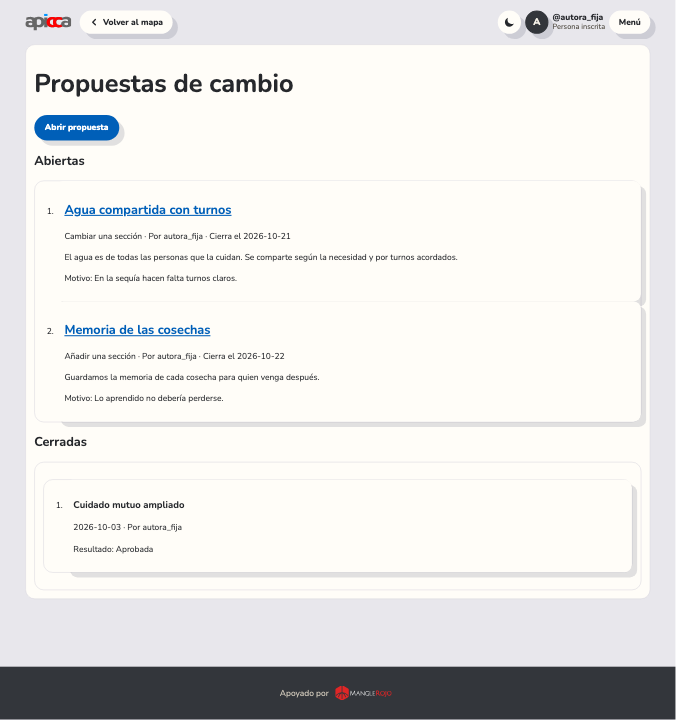 apicca
Volver al mapa
A
@autora_fija
Persona inscrita
Menú
Propuestas de cambio
Abrir propuesta
Abiertas
1. Agua compartida con turnos
Cambiar una sección · Por autora_fija · Cierra el 2026-10-21
El agua es de todas las personas que la cuidan. Se comparte según la necesidad y por turnos acordados.
Motivo: En la sequía hacen falta turnos claros.
2. Memoria de las cosechas
Añadir una sección · Por autora_fija · Cierra el 2026-10-22
Guardamos la memoria de cada cosecha para quien venga después.
Motivo: Lo aprendido no debería perderse.
Cerradas
1. Cuidado mutuo ampliado
2026-10-03 · Por autora_fija
Resultado: Aprobada
Apoyado por MANGLEROJO